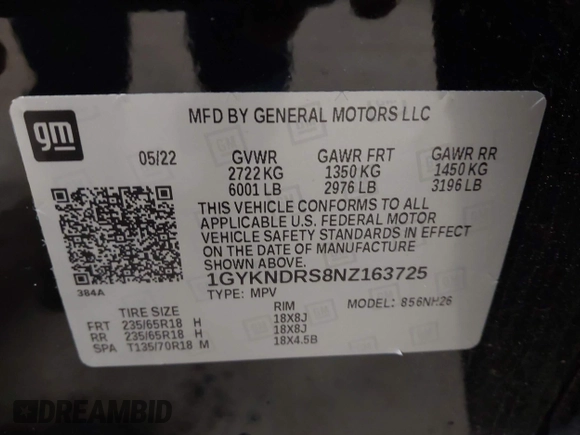 gm
MFD BY GENERAL MOTORS LLC
05/22 GVWR GAWR FRT GAWR RR
2722 KG 1350 KG 1450 KG
6001 LB 2976 LB 3196 LB
THIS VEHICLE CONFORMS TO ALL
APPLICABLE U.S. FEDERAL MOTOR
VEHICLE SAFETY STANDARDS IN EFFECT
ON THE DATE OF MANUFACTURE
SHOWN ABOVE.
384A
1GYKNDRS8NZ163725
TYPE: MPV MODEL: 856NH26
TIRE SIZE RIM
FRT 235/65R18 H 18X8J
RR 235/65R18 H 18X8J
SPA T135/70R18 M 18X4.5B
DREAMBID